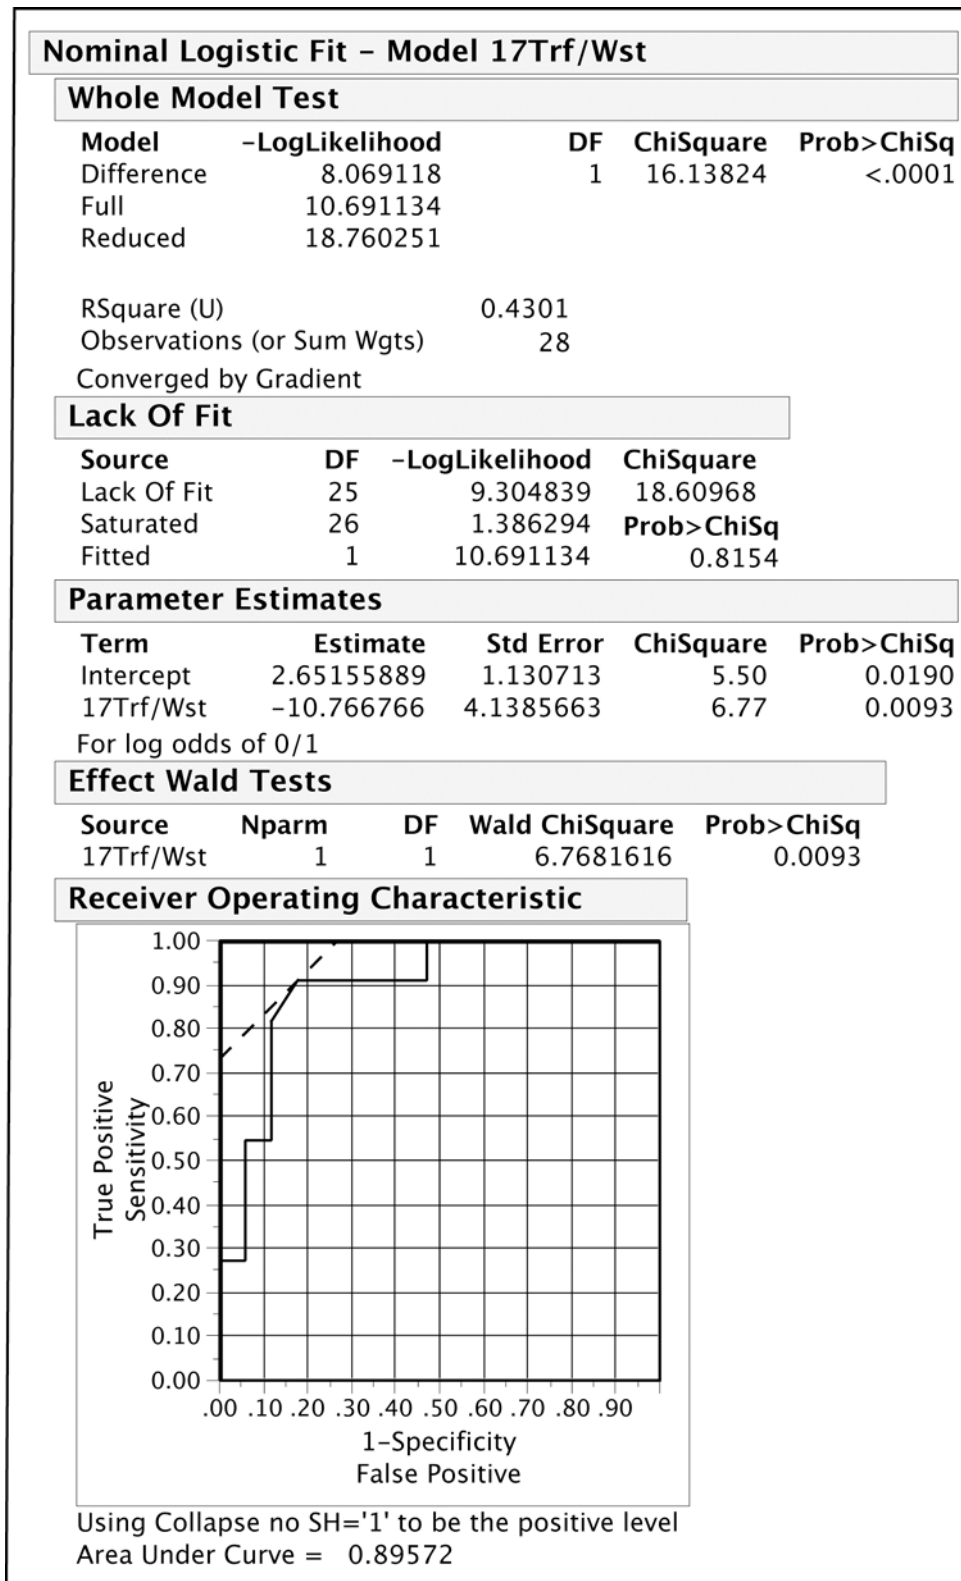 Nominal Logistic Fit – Model 17Trf/Wst
Whole Model Test
Model -LogLikelihood DF ChiSquare Prob>ChiSq
Difference 8.069118 1 16.13824 <.0001
Full 10.691134
Reduced 18.760251
RSquare (U) 0.4301
Observations (or Sum Wgts) 28
Converged by Gradient
Lack Of Fit
Source DF -LogLikelihood ChiSquare
Lack Of Fit 25 9.304839 18.60968
Saturated 26 1.386294 Prob>ChiSq
Fitted 1 10.691134 0.8154
Parameter Estimates
Term Estimate Std Error ChiSquare Prob>ChiSq
Intercept 2.65155889 1.130713 5.50 0.0190
17Trf/Wst -10.766766 4.1385663 6.77 0.0093
For log odds of 0/1
Effect Wald Tests
Source Nparm DF Wald ChiSquare Prob>ChiSq
17Trf/Wst 1 1 6.7681616 0.0093
Receiver Operating Characteristic
True Positive
Sensitivity
1.00
0.90
0.80
0.70
0.60
0.50
0.40
0.30
0.20
0.10
0.00
.00 .10 .20 .30 .40 .50 .60 .70 .80 .90
1-Specificity
False Positive
Using Collapse no SH='1' to be the positive level
Area Under Curve = 0.89572